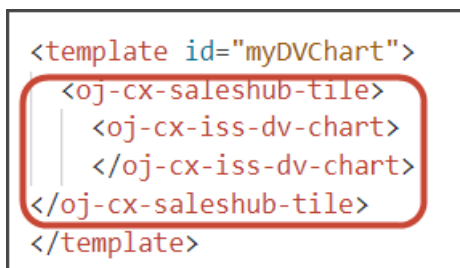 <template id="myDVChart">
<oj-cx-saleshub-tile>
<oj-cx-iss-dv-chart>
</oj-cx-iss-dv-chart>
</oj-cx-saleshub-tile>
</template>